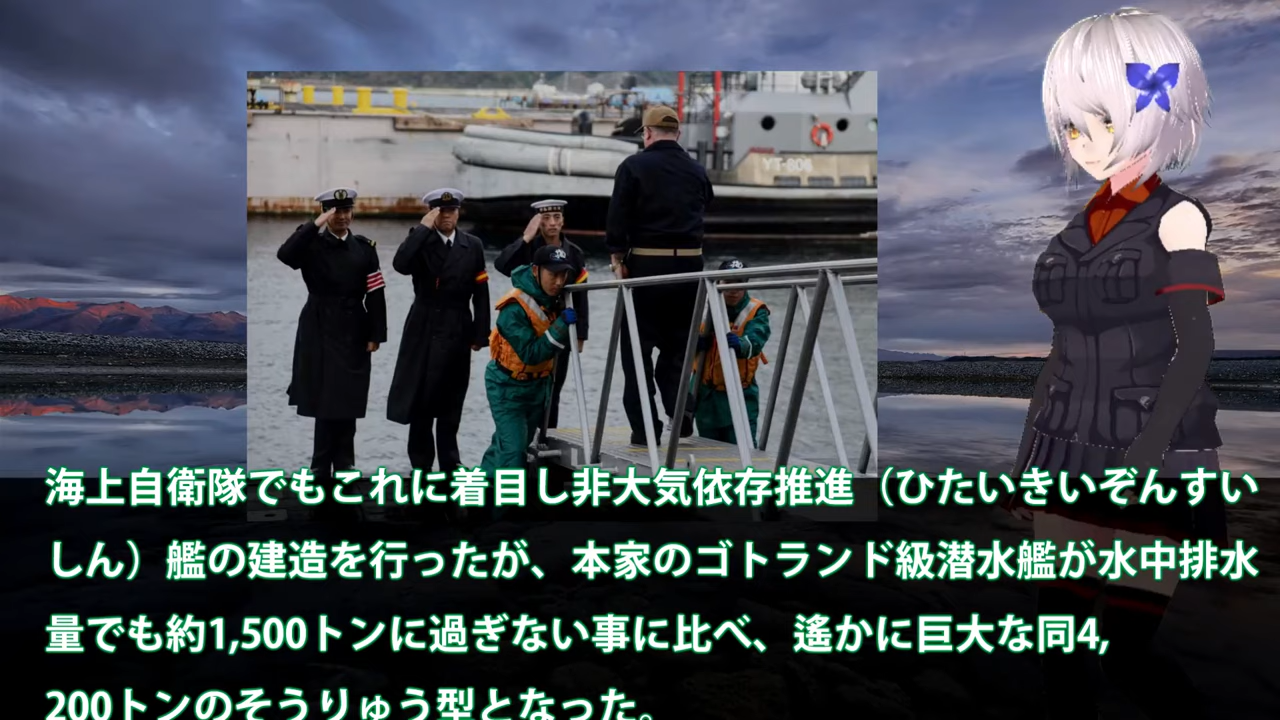 YT-806
海上自衛隊でもこれに着目し非大気依存推進（ひたいきいぞんすい
しん）艦の建造を行ったが、本家のゴトランド級潜水艦が水中排水
量でも約1,500トンに過ぎない事に比べ、遙かに巨大な同4,
200トンのそうりゅう型となった。